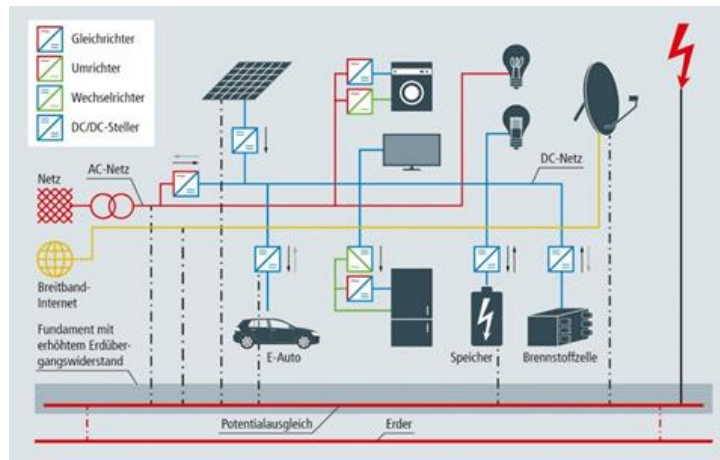 Gleichrichter
Umrichter
Wechselrichter
DC/DC-Steller
AC-Netz
Netz
DC-Netz
Breitband-
Internet
Fundament mit
erhöhtem Erdüber-
gangswiderstand
E-Auto
Speicher
Brennstoffzelle
Potentialausgleich
Erder